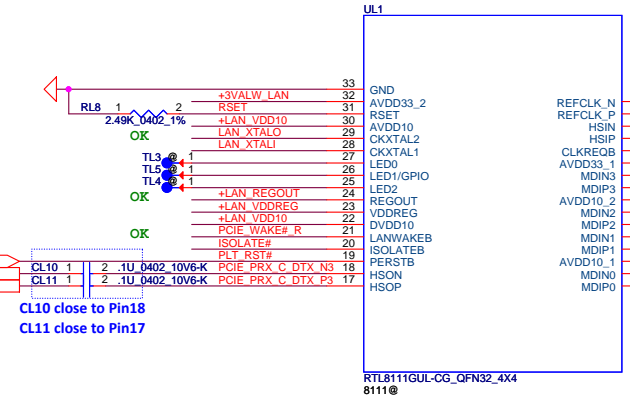 UL1
33 GND
+3VALW_LAN 32 AVDD33_2 REFCLK_N
RL8 1 2 RSET 31 RSET REFCLK_P
2.49K_0402_1% +LAN_VDD10 30 AVDD10 HSIN
OK LAN_XTALO 29 CKXTAL2 HSIP
LAN_XTALI 28 CKXTAL1 CLKREQB
TL3 @ 1 27 LED0 AVDD33_1
TL5 @ 1 26 LED1/GPIO MDIN3
TL4 @ 1 25 LED2 MDIP3
OK +LAN_REGOUT 24 REGOUT AVDD10_2
+LAN_VDDREG 23 VDDREG MDIN2
+LAN_VDD10 22 DVDD10 MDIP2
OK PCIE_WAKE#_R 21 LANWAKEB MDIN1
ISOLATE# 20 ISOLATEB MDIP1
PLT_RST# 19 PERSTB AVDD10_1
CL10 1 2 .1U_0402_10V6-K PCIE_PRX_C_DTX_N3 18 HSON MDIN0
CL11 1 2 .1U_0402_10V6-K PCIE_PRX_C_DTX_P3 17 HSOP MDIP0
CL10 close to Pin18
CL11 close to Pin17
RTL8111GUL-CG_QFN32_4X4
8111@